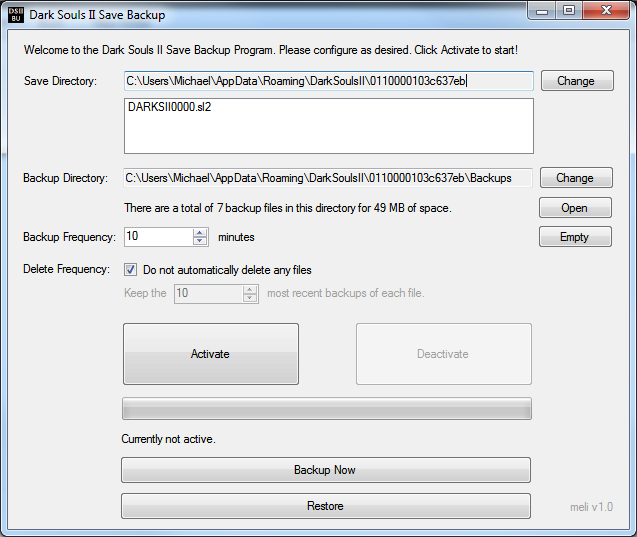 DSII
BU
Dark Souls II Save Backup
Welcome to the Dark Souls II Save Backup Program. Please configure as desired. Click Activate to start!
Save Directory: C:\Users\Michael\AppData\Roaming\DarkSoulsII\0110000103c637eb Change
DARKSII0000.sl2
Backup Directory: C:\Users\Michael\AppData\Roaming\DarkSoulsII\0110000103c637eb\Backups Change
There are a total of 7 backup files in this directory for 49 MB of space. Open
Backup Frequency: 10 minutes Empty
Delete Frequency: Do not automatically delete any files
Keep the 10 most recent backups of each file.
Activate Deactivate
Currently not active.
Backup Now
Restore meli v1.0